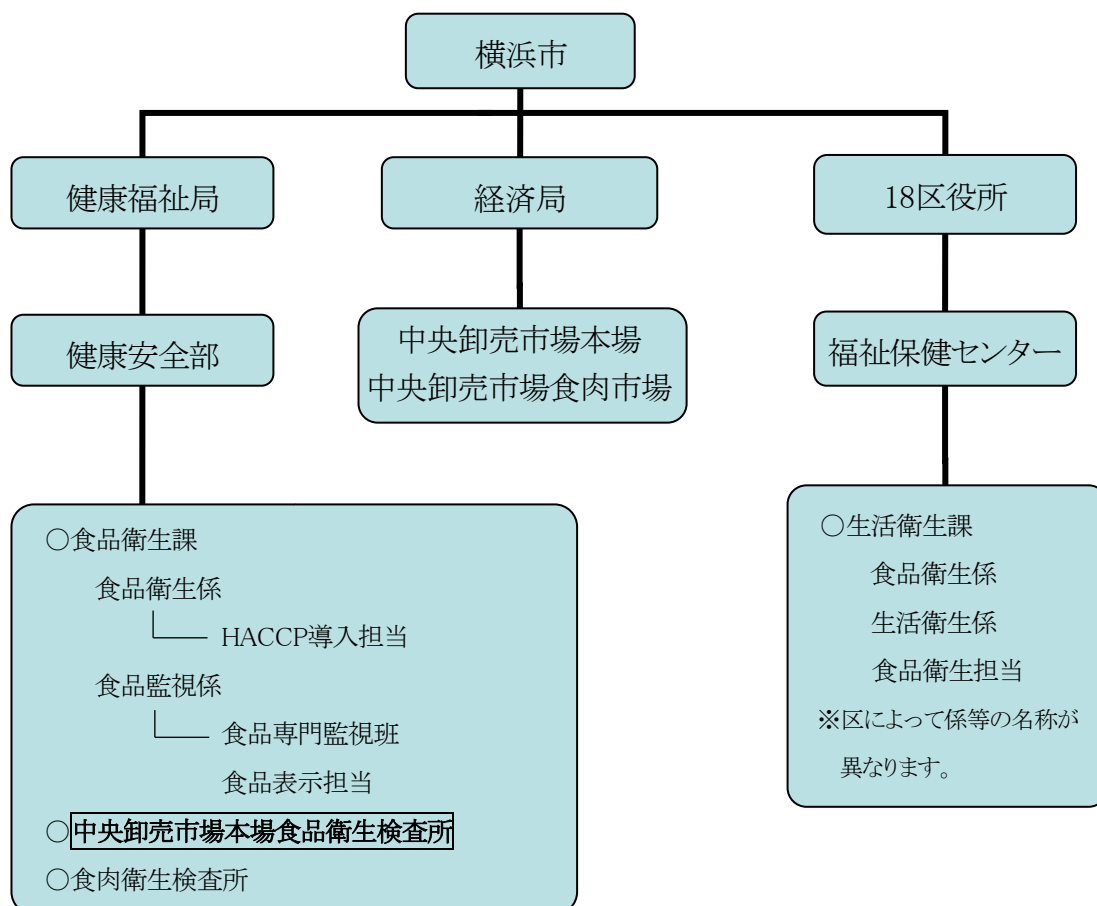 横浜市
健康福祉局
経済局
18区役所
健康安全部
中央卸売市場本場
中央卸売市場食肉市場
福祉保健センター
○食品衛生課
食品衛生係
HACCP導入担当
食品監視係
食品専門監視班
食品表示担当
○中央卸売市場本場食品衛生検査所
○食肉衛生検査所
○生活衛生課
食品衛生係
生活衛生係
食品衛生担当
※区によって係等の名称が
異なります。